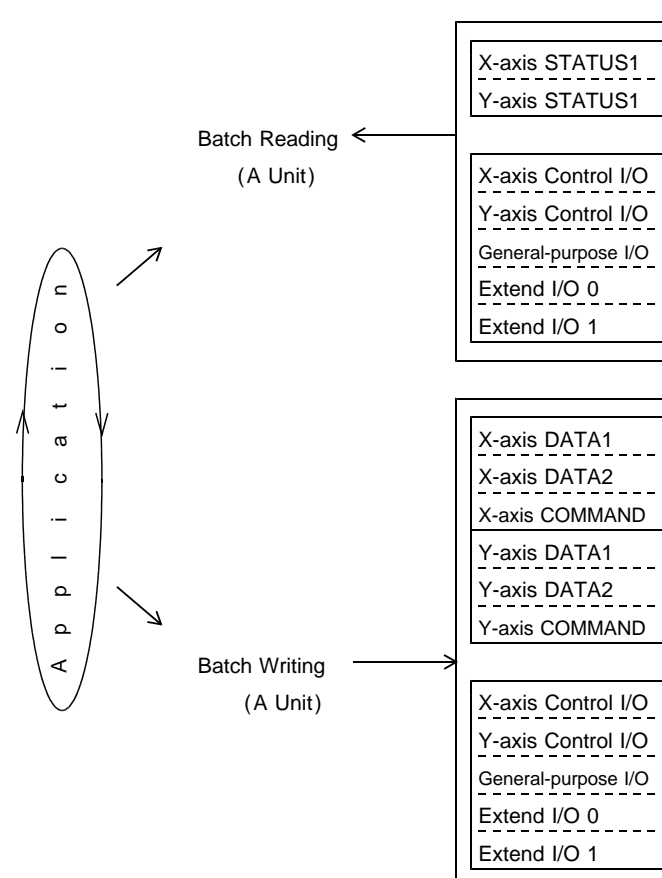 X-axis STATUS1
Y-axis STATUS1
Batch Reading
(A Unit)
X-axis Control I/O
Y-axis Control I/O
General-purpose I/O
Extend I/O 0
Extend I/O 1
Application
X-axis DATA1
X-axis DATA2
X-axis COMMAND
Y-axis DATA1
Y-axis DATA2
Y-axis COMMAND
Batch Writing
(A Unit)
X-axis Control I/O
Y-axis Control I/O
General-purpose I/O
Extend I/O 0
Extend I/O 1